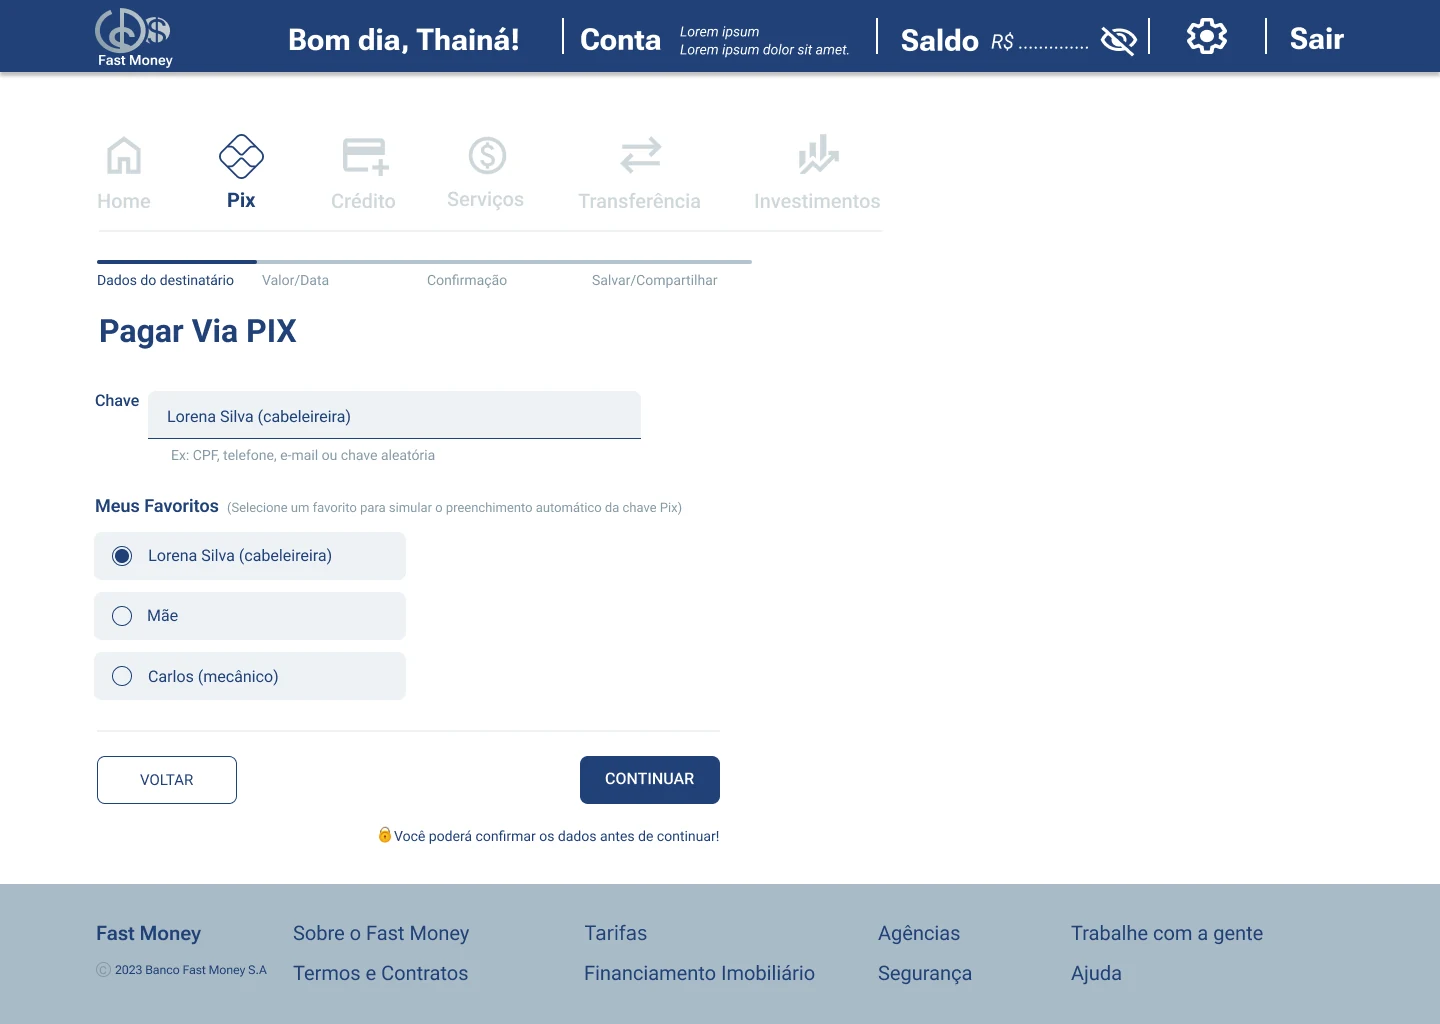 Fast Money
Bom dia, Thainá!
Conta
Lorem ipsum
Lorem ipsum dolor sit amet.
Saldo R$ ..............
Sair
Home
Pix
Crédito
Serviços
Transferência
Investimentos
Dados do destinatário
Valor/Data
Confirmação
Salvar/Compartilhar
Pagar Via PIX
Chave
Lorena Silva (cabeleireira)
Ex: CPF, telefone, e-mail ou chave aleatória
Meus Favoritos (Selecione um favorito para simular o preenchimento automático da chave Pix)
Lorena Silva (cabeleireira)
Mãe
Carlos (mecânico)
VOLTAR
CONTINUAR
Você poderá confirmar os dados antes de continuar!
Fast Money
© 2023 Banco Fast Money S.A
Sobre o Fast Money
Termos e Contratos
Tarifas
Financiamento Imobiliário
Agências
Segurança
Trabalhe com a gente
Ajuda